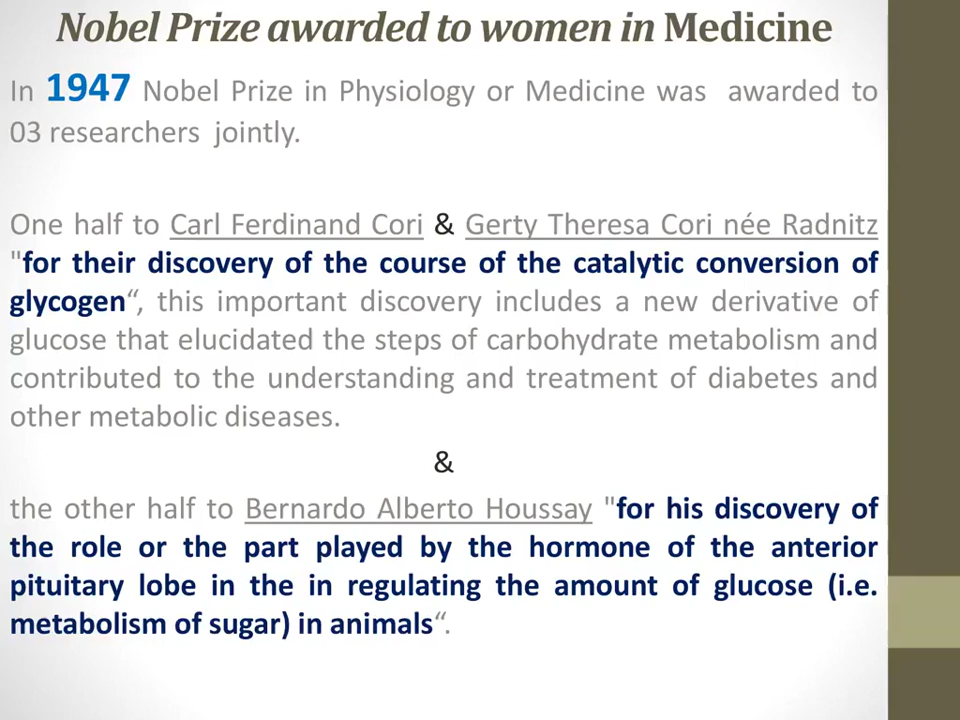 Nobel Prize awarded to women in Medicine
In 1947 Nobel Prize in Physiology or Medicine was awarded to
03 researchers jointly.
One half to Carl Ferdinand Cori & Gerty Theresa Cori née Radnitz
"for their discovery of the course of the catalytic conversion of
glycogen“, this important discovery includes a new derivative of
glucose that elucidated the steps of carbohydrate metabolism and
contributed to the understanding and treatment of diabetes and
other metabolic diseases.
&
the other half to Bernardo Alberto Houssay "for his discovery of
the role or the part played by the hormone of the anterior
pituitary lobe in the in regulating the amount of glucose (i.e.
metabolism of sugar) in animals“.